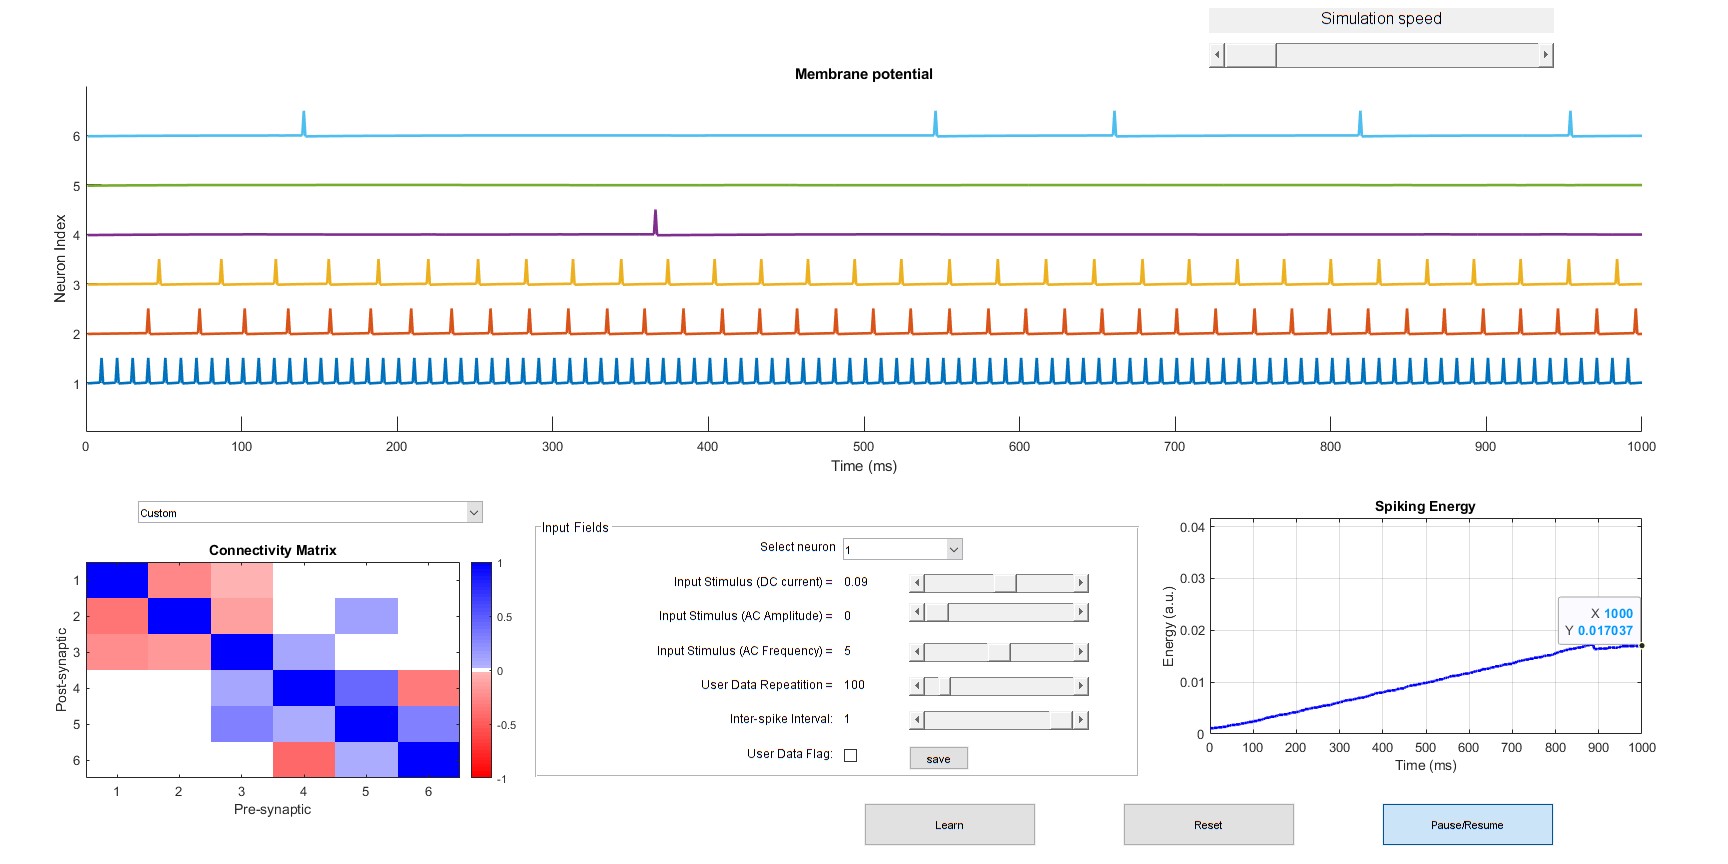 Simulation speed
Membrane potential
Neuron Index
6
5
4
3
2
1
0 100 200 300 400 500 600 700 800 900 1000
Time (ms)
Custom
Connectivity Matrix
Post-synaptic
1
2
3
4
5
6
1 2 3 4 5 6
Pre-synaptic
1
0.5
0
-0.5
-1
Input Fields
Select neuron 1
Input Stimulus (DC current) = 0.09
Input Stimulus (AC Amplitude) = 0
Input Stimulus (AC Frequency) = 5
User Data Repeatition = 100
Inter-spike Interval: 1
User Data Flag:
save
Spiking Energy
Energy (a.u.)
0.04
0.03
0.02
0.01
0
X 1000
Y 0.017037
0 100 200 300 400 500 600 700 800 900 1000
Time (ms)
Learn
Reset
Pause/Resume